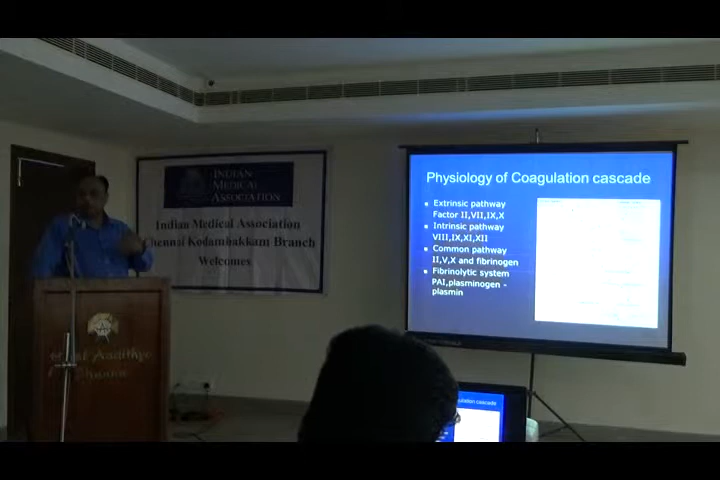 INDIAN
MEDICAL
ASSOCIATION
Indian Medical Association
Chennai Kodambakkam Branch
Welcomes
Physiology of Coagulation cascade
Extrinsic pathway
Factor II,VII,IX,X
Intrinsic pathway
VIII,IX,XI,XII
Common pathway
II,V,X and fibrinogen
Fibrinolytic system
PAI,plasminogen -
plasmin
Aadithya